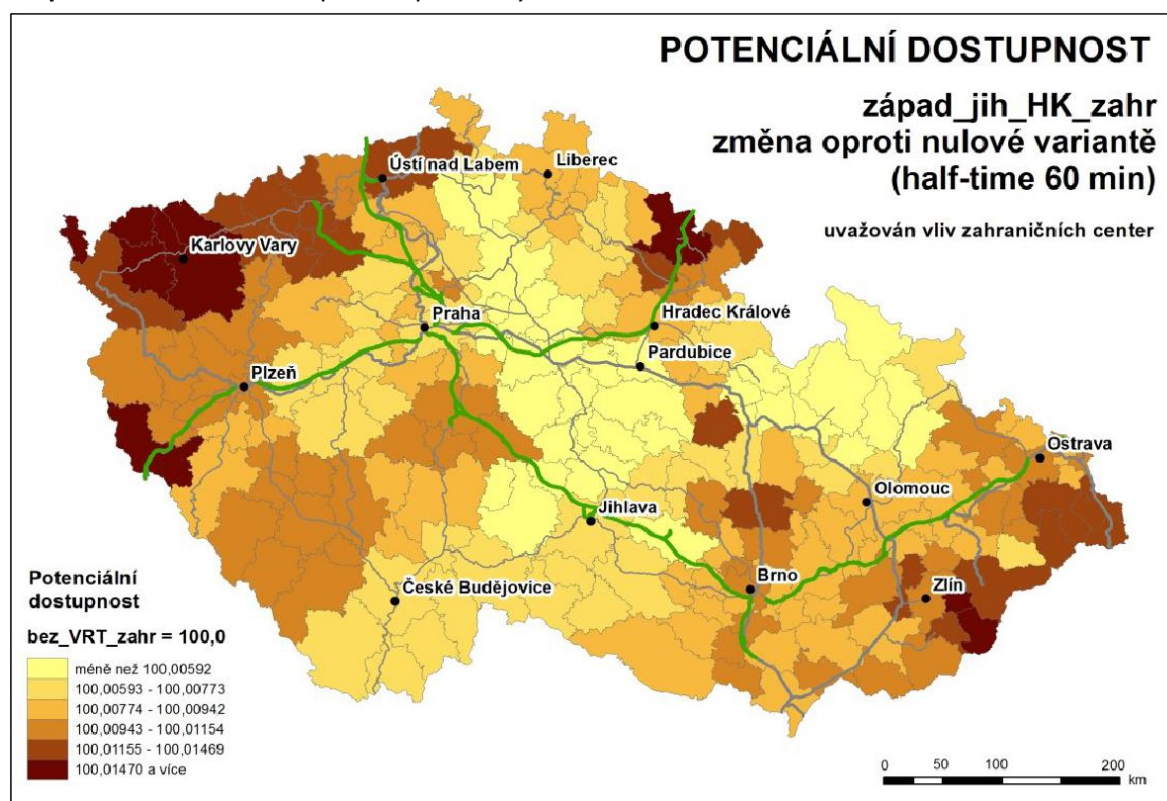 POTENCIÁLNÍ DOSTUPNOST
západ_jih_HK_zahr
změna oproti nulové variantě
(half-time 60 min)
uvažován vliv zahraničních center
Ústí nad Labem
Liberec
Karlovy Vary
Praha
Hradec Králové
Pardubice
Plzeň
Ostrava
Olomouc
Jihlava
Brno
Zlín
České Budějovice
Potenciální
dostupnost
bez_VRT_zahr = 100,0
méně než 100,00592
100,00593 - 100,00773
100,00774 - 100,00942
100,00943 - 100,01154
100,01155 - 100,01469
100,01470 a více
0 50 100 200
km